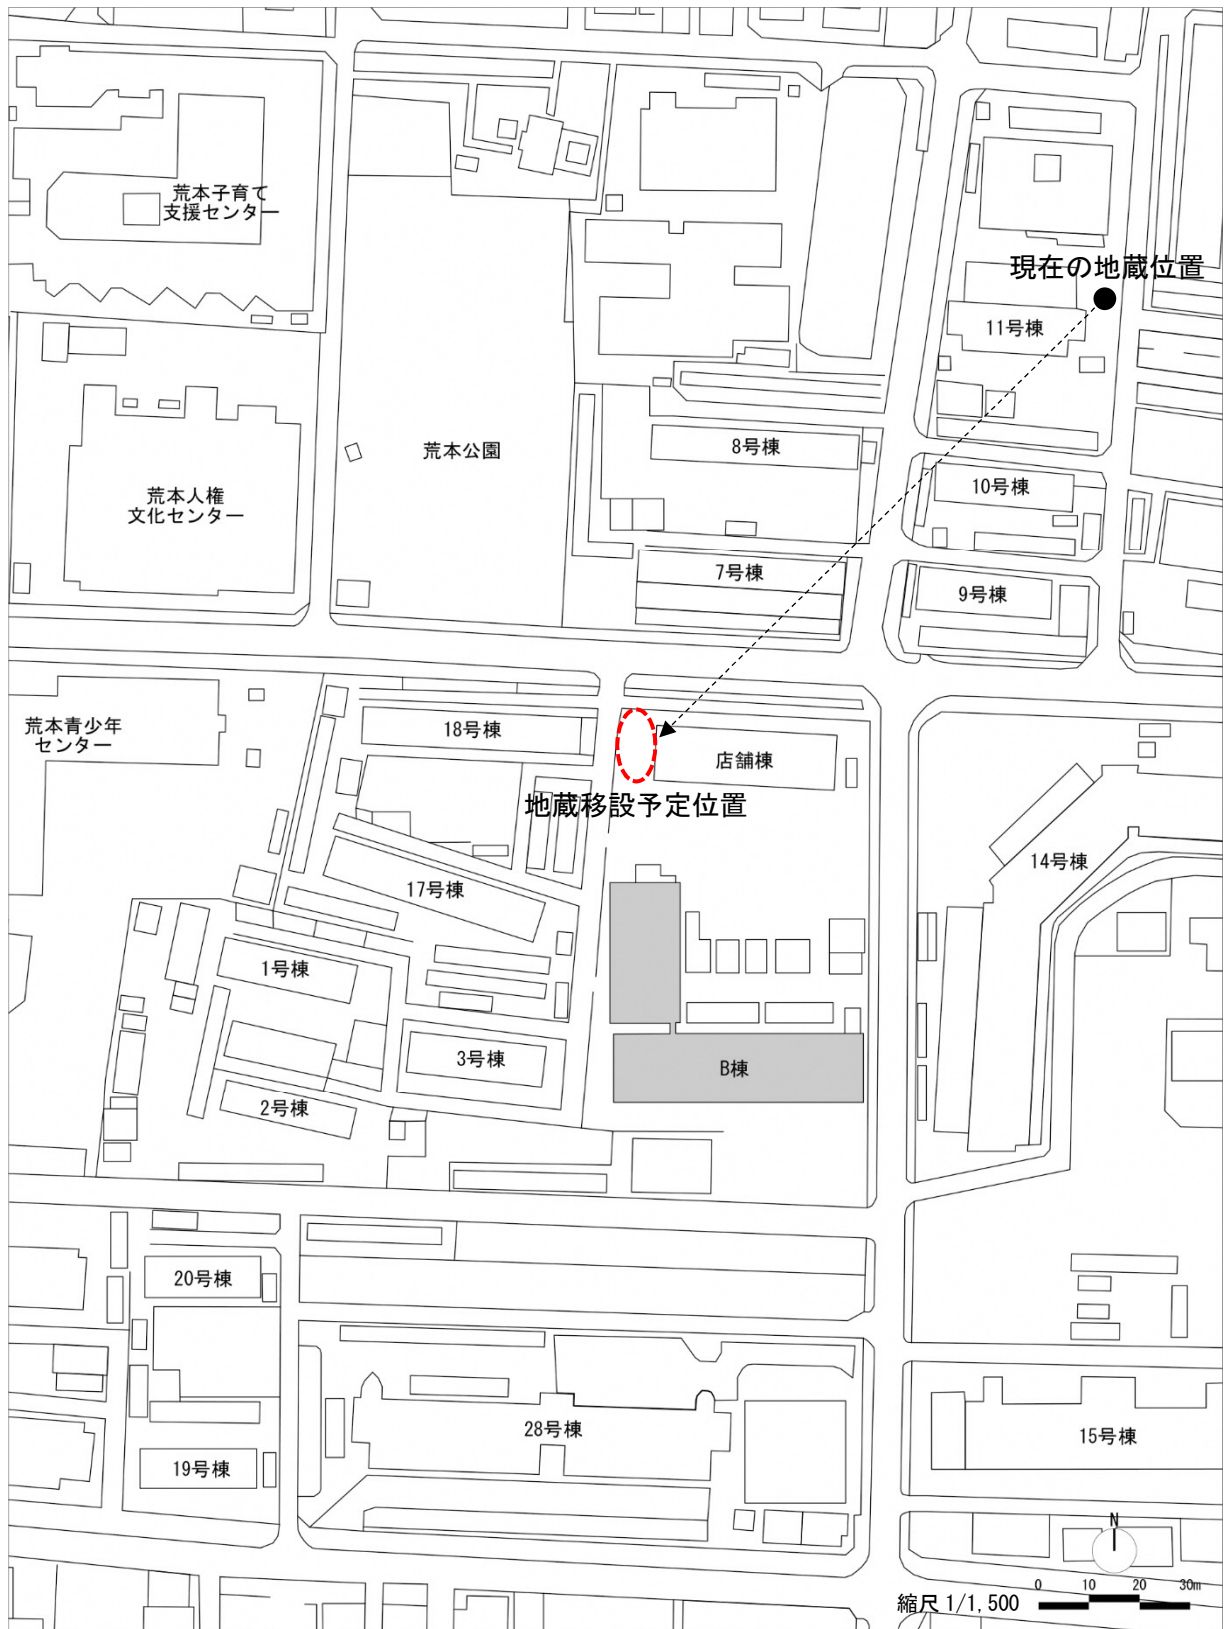 荒本子育て
支援センター
現在の地蔵位置
11号棟
荒本公園
8号棟
荒本人権
文化センター
10号棟
7号棟
9号棟
荒本青少年
センター
18号棟
店舗棟
地蔵移設予定位置
14号棟
17号棟
1号棟
3号棟
B棟
2号棟
20号棟
28号棟
15号棟
19号棟
N
0 10 20 30m
縮尺 1/1,500